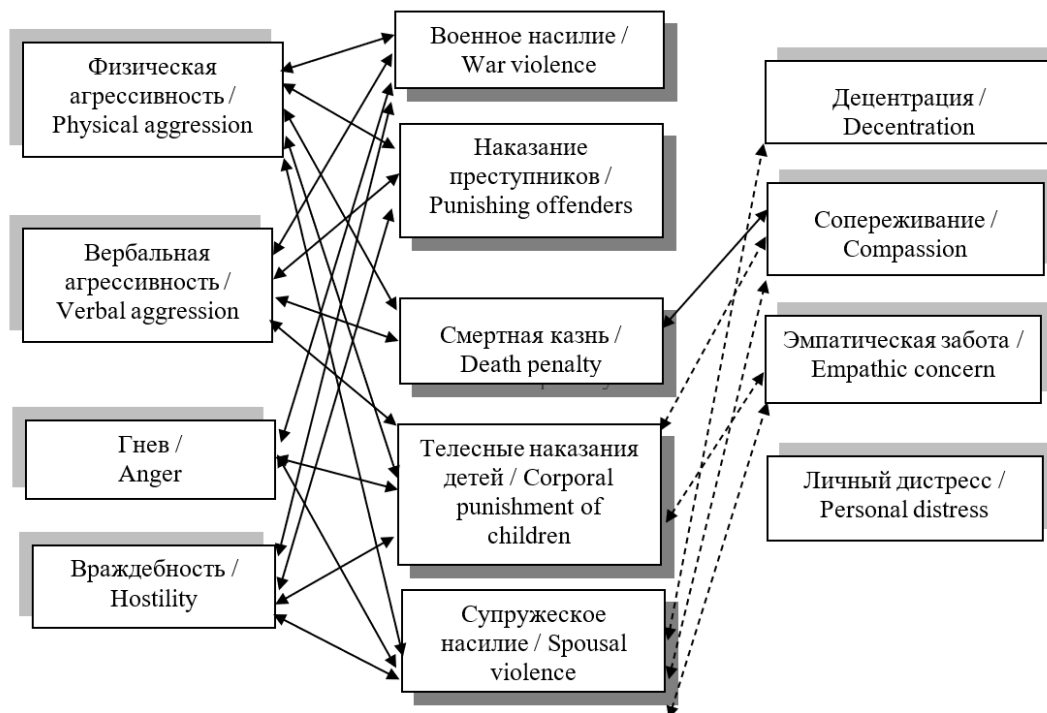 Физическая
агрессивность /
Physical aggression
Вербальная
агрессивность /
Verbal aggression
Гнев /
Anger
Враждебность /
Hostility
Военное насилие /
War violence
Наказание
преступников /
Punishing offenders
Смертная казнь /
Death penalty
Телесные наказания
детей / Corporal
punishment of
children
Супружеское
насилие / Spousal
violence
Децентрация /
Decentration
Сопереживание /
Compassion
Эмпатическая забота /
Empathic concern
Личный дистресс /
Personal distress